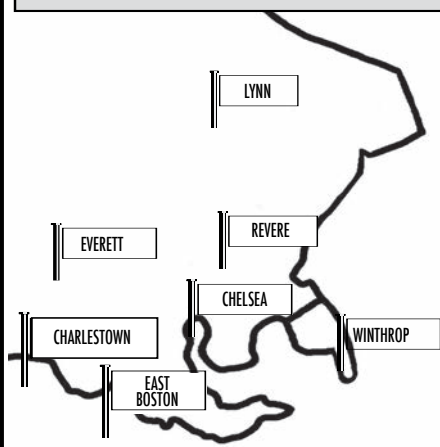 LYNN
REVERE
EVERETT
CHELSEA
CHARLESTOWN
WINTHROP
EAST
BOSTON